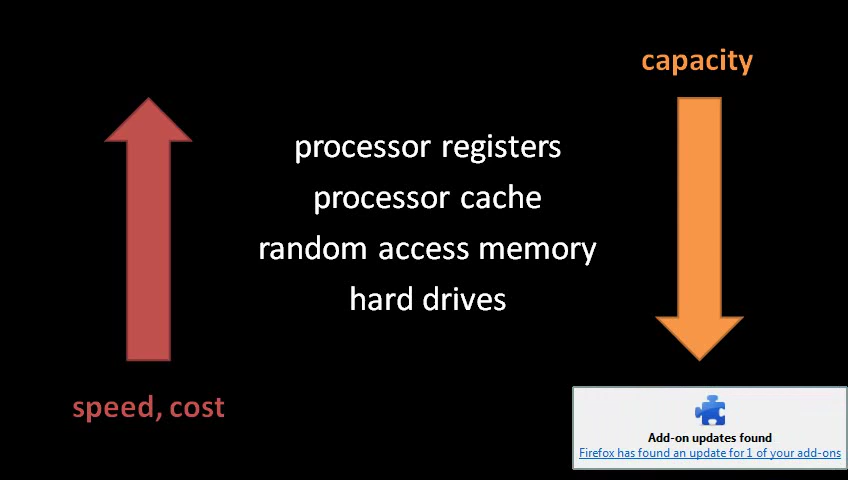 capacity
processor registers
processor cache
random access memory
hard drives
speed, cost
Add-on updates found
Firefox has found an update for 1 of your add-ons